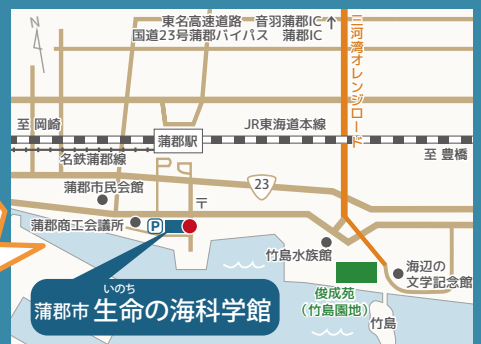 N
東名高速道路 音羽蒲郡IC↑
国道23号蒲郡バイパス 蒲郡IC
三河湾オレンジロード
至 岡崎
蒲郡駅
JR東海道本線
至 豊橋
名鉄蒲郡線
蒲郡市民会館
23
〒
蒲郡商工会議所
P
竹島水族館
海辺の
文学記念館
俊成苑
（竹島園地）
竹島
いのち
蒲郡市 生命の海科学館